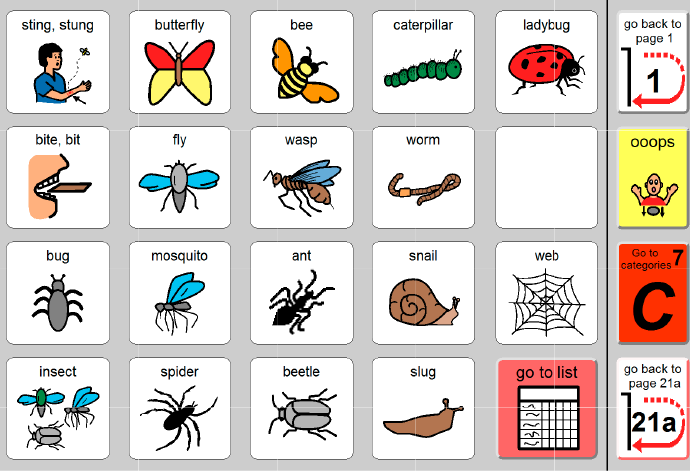 sting, stung
butterfly
bee
caterpillar
ladybug
go back to
page 1
1
bite, bit
fly
wasp
worm
ooops
bug
mosquito
ant
snail
web
Go to
categories 7
C
insect
spider
beetle
slug
go to list
go back to
page 21a
21a